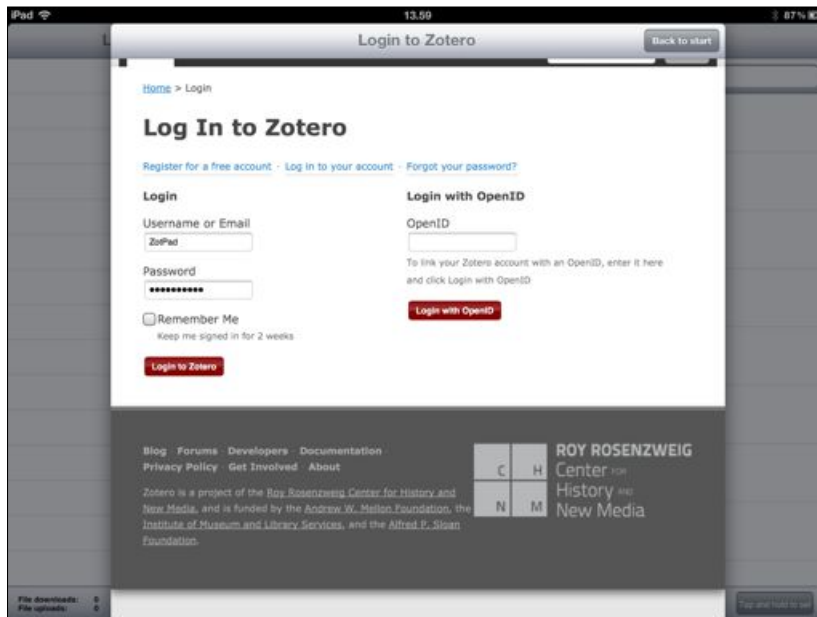 iPad 13.59 87%
Login to Zotero Back to start
Home > Login
Log In to Zotero
Register for a free account · Log in to your account · Forgot your password?
Login
Username or Email
ZotPad
Password
••••••••••
Remember Me
Keep me signed in for 2 weeks
Login to Zotero
Login with OpenID
OpenID
To link your Zotero account with an OpenID, enter it here
and click Login with OpenID
Login with OpenID
Blog Forums Developers Documentation
Privacy Policy Get Involved About
Zotero is a project of the Roy Rosenzweig Center for History and
New Media, and is funded by the Andrew W. Mellon Foundation, the
Institute of Museum and Library Services, and the Alfred P. Sloan
Foundation.
C H
N M
ROY ROSENZWEIG
Center FOR
History AND
New Media
File downloads: 0
File uploads: 0
Tap and hold to